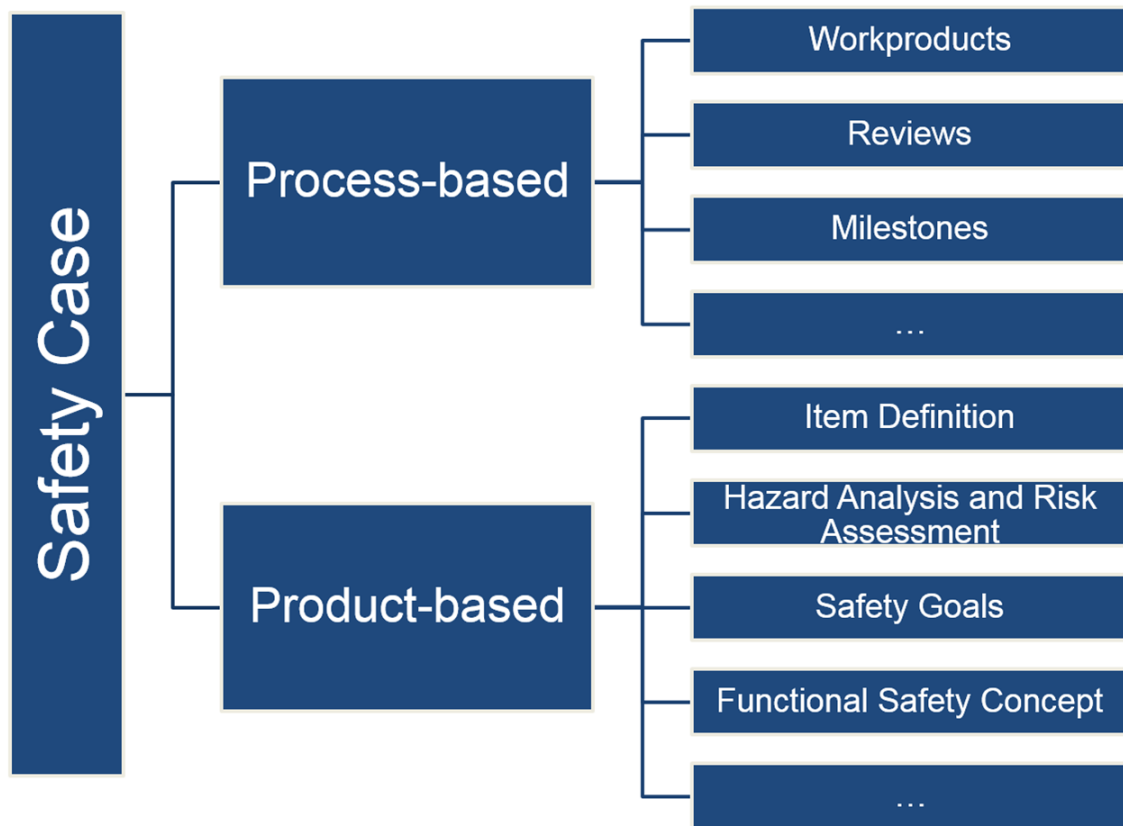 Safety Case
Process-based
Workproducts
Reviews
Milestones
...
Product-based
Item Definition
Hazard Analysis and Risk
Assessment
Safety Goals
Functional Safety Concept
...